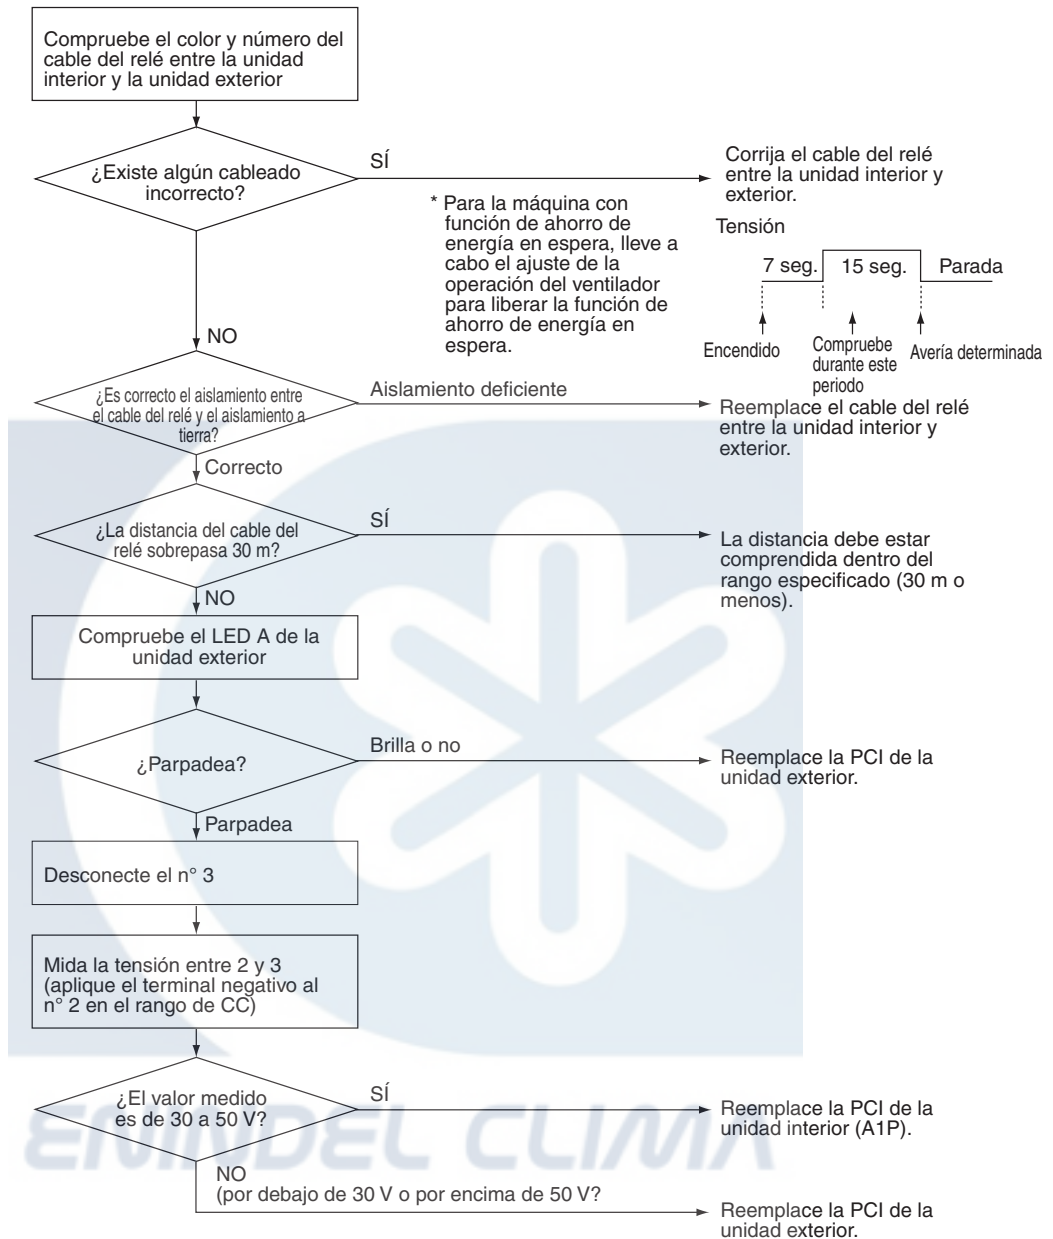 Compruebe el color y número del
cable del relé entre la unidad
interior y la unidad exterior
¿Existe algún cableado
incorrecto?
SÍ
Corrija el cable del relé
entre la unidad interior y
exterior.
* Para la máquina con
función de ahorro de
energía en espera, lleve a
cabo el ajuste de la
operación del ventilador
para liberar la función de
ahorro de energía en
espera.
Tensión
7 seg.
15 seg.
Parada
Encendido
Compruebe
durante este
periodo
Avería determinada
NO
¿Es correcto el aislamiento entre
el cable del relé y el aislamiento a
tierra?
Aislamiento deficiente
Reemplace el cable del relé
entre la unidad interior y
exterior.
Correcto
¿La distancia del cable del
relé sobrepasa 30 m?
SÍ
La distancia debe estar
comprendida dentro del
rango especificado (30 m o
menos).
NO
Compruebe el LED A de la
unidad exterior
¿Parpadea?
Brilla o no
Reemplace la PCI de la
unidad exterior.
Parpadea
Desconecte el n° 3
Mida la tensión entre 2 y 3
(aplique el terminal negativo al
n° 2 en el rango de CC)
¿El valor medido
es de 30 a 50 V?
SÍ
Reemplace la PCI de la
unidad interior (A1P).
ENINDEL CLIMA
NO
(por debajo de 30 V o por encima de 50 V?
Reemplace la PCI de la
unidad exterior.